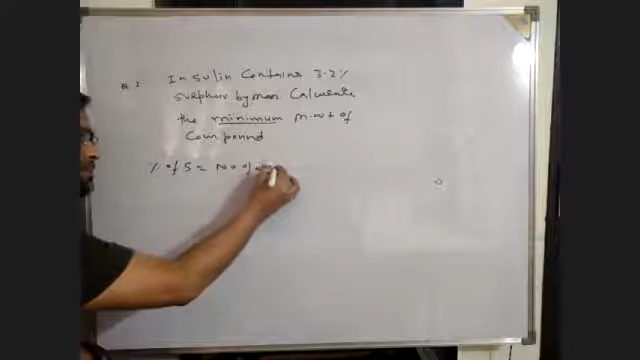 Q. 2 Insulin Contains 3.2%
sulphur by mass Calculate
the minimum m.wt of
Compound
% of S = No of